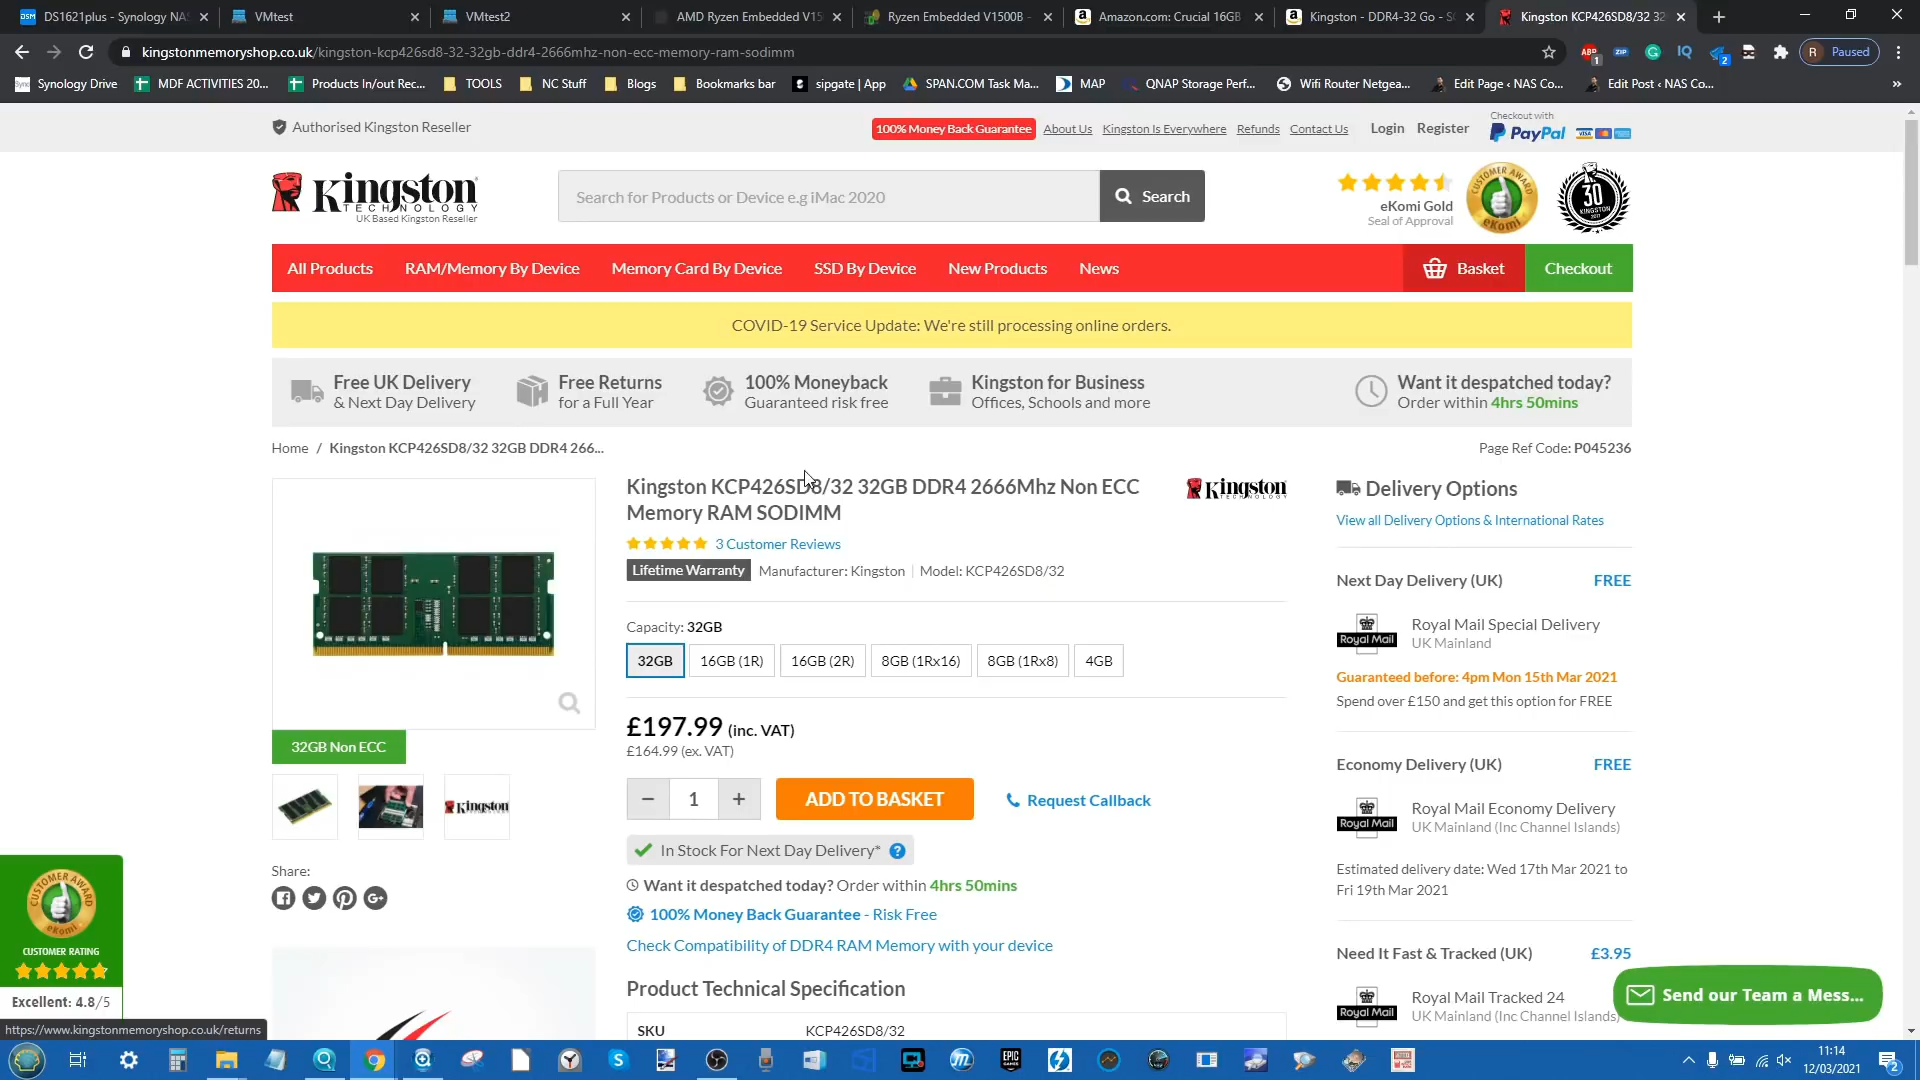 DS1621plus - Synology NAS
VMtest
VMtest2
AMD Ryzen Embedded V15
Ryzen Embedded V1500B -
Amazon.com: Crucial 16GB
Kingston - DDR4-32 Go - SO
Kingston KCP426SD8/32 32
kingstonmemoryshop.co.uk/kingston-kcp426sd8-32-32gb-ddr4-2666mhz-non-ecc-memory-ram-sodimm
Paused
Synology Drive
MDF ACTIVITIES 20...
Products In/out Rec...
TOOLS
NC Stuff
Blogs
Bookmarks bar
sipgate | App
SPAN.COM Task Ma...
MAP
QNAP Storage Perf...
Wifi Router Netgea...
Edit Page ‹ NAS Co...
Edit Post ‹ NAS Co...
Authorised Kingston Reseller
100% Money Back Guarantee
About Us
Kingston Is Everywhere
Refunds
Contact Us
Login
Register
Checkout with
PayPal
Kingston
TECHNOLOGY
UK Based Kingston Reseller
Search for Products or Device e.g iMac 2020
Search
eKomi Gold
Seal of Approval
CUSTOMER AWARD
eKomi
30
All Products
RAM/Memory By Device
Memory Card By Device
SSD By Device
New Products
News
Basket
Checkout
COVID-19 Service Update: We're still processing online orders.
Free UK Delivery
& Next Day Delivery
Free Returns
for a Full Year
100% Moneyback
Guaranteed risk free
Kingston for Business
Offices, Schools and more
Want it despatched today?
Order within 4hrs 50mins
Home / Kingston KCP426SD8/32 32GB DDR4 266...
Page Ref Code: P045236
Kingston KCP426SD8/32 32GB DDR4 2666Mhz Non ECC
Memory RAM SODIMM
Kingston
TECHNOLOGY
3 Customer Reviews
Lifetime Warranty
Manufacturer: Kingston
Model: KCP426SD8/32
Capacity: 32GB
32GB
16GB (1R)
16GB (2R)
8GB (1Rx16)
8GB (1Rx8)
4GB
£197.99 (inc. VAT)
£164.99 (ex. VAT)
1
ADD TO BASKET
Request Callback
In Stock For Next Day Delivery*
Want it despatched today? Order within 4hrs 50mins
100% Money Back Guarantee - Risk Free
Check Compatibility of DDR4 RAM Memory with your device
Product Technical Specification
SKU
KCP426SD8/32
32GB Non ECC
Kingston
Share:
CUSTOMER AWARD
eKomi
CUSTOMER RATING
Excellent: 4.8/5
https://www.kingstonmemoryshop.co.uk/returns
Delivery Options
View all Delivery Options & International Rates
Next Day Delivery (UK)
FREE
Royal Mail
Royal Mail Special Delivery
UK Mainland
Guaranteed before: 4pm Mon 15th Mar 2021
Spend over £150 and get this option for FREE
Economy Delivery (UK)
FREE
Royal Mail
Royal Mail Economy Delivery
UK Mainland (Inc Channel Islands)
Estimated delivery date: Wed 17th Mar 2021 to
Fri 19th Mar 2021
Need It Fast & Tracked (UK)
£3.95
Royal Mail
Royal Mail Tracked 24
UK Mainland (Inc Channel Islands)
Send our Team a Mess...
11:14
12/03/2021